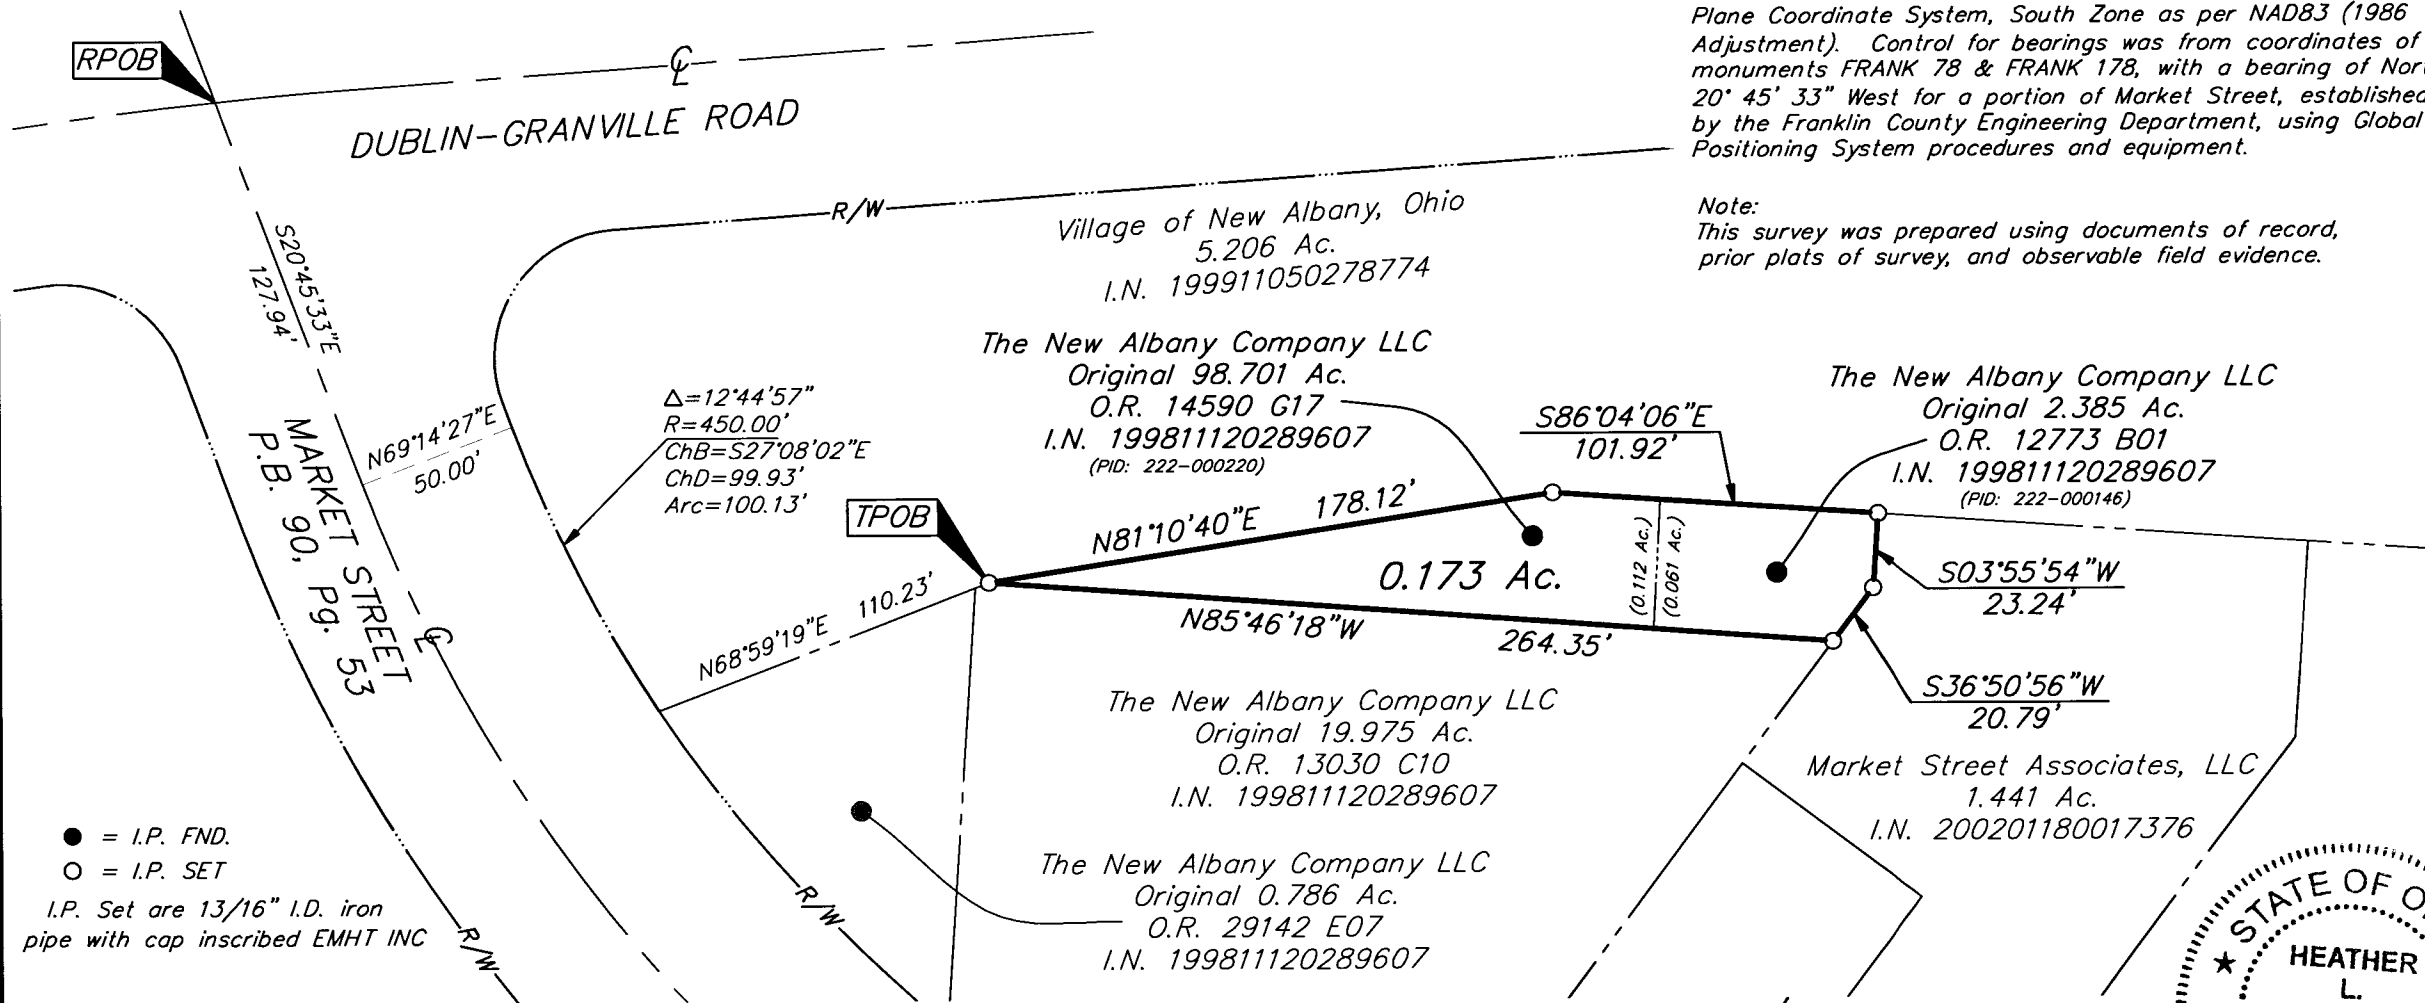 Plane Coordinate System, South Zone as per NAD83 (1986
Adjustment). Control for bearings was from coordinates of
monuments FRANK 78 & FRANK 178, with a bearing of
20° 45' 33" West for a portion of Market Street, established
by the Franklin County Engineering Department, using Global
Positioning System procedures and equipment.
Note:
This survey was prepared using documents of record,
prior plats of survey, and observable field evidence.
RPOB
℄
DUBLIN-GRANVILLE ROAD
R/W
S20°45'33"E
127.94'
Village of New Albany, Ohio
5.206 Ac.
I.N. 199911050278774
The New Albany Company LLC
Original 98.701 Ac.
O.R. 14590 G17
I.N. 199811120289607
(PID: 222-000220)
The New Albany Company LLC
Original 2.385 Ac.
O.R. 12773 B01
I.N. 199811120289607
(PID: 222-000146)
Δ=12°44'57"
R=450.00'
ChB=S27°08'02"E
ChD=99.93'
Arc=100.13'
S86°04'06"E
101.92'
N69°14'27"E
50.00'
MARKET STREET
P.B. 90, Pg. 53
℄
TPOB
N81°10'40"E 178.12'
0.173 Ac.
(0.112 Ac.)
(0.061 Ac.)
S03°55'54"W
23.24'
N68°59'19"E 110.23'
N85°46'18"W 264.35'
S36°50'56"W
20.79'
The New Albany Company LLC
Original 19.975 Ac.
O.R. 13030 C10
I.N. 199811120289607
Market Street Associates, LLC
1.441 Ac.
I.N. 200201180017376
The New Albany Company LLC
Original 0.786 Ac.
O.R. 29142 E07
I.N. 199811120289607
R/W
R/W
● = I.P. FND.
○ = I.P. SET
I.P. Set are 13/16" I.D. iron
pipe with cap inscribed EMHT INC
★ STATE OF
HEATHER
L.